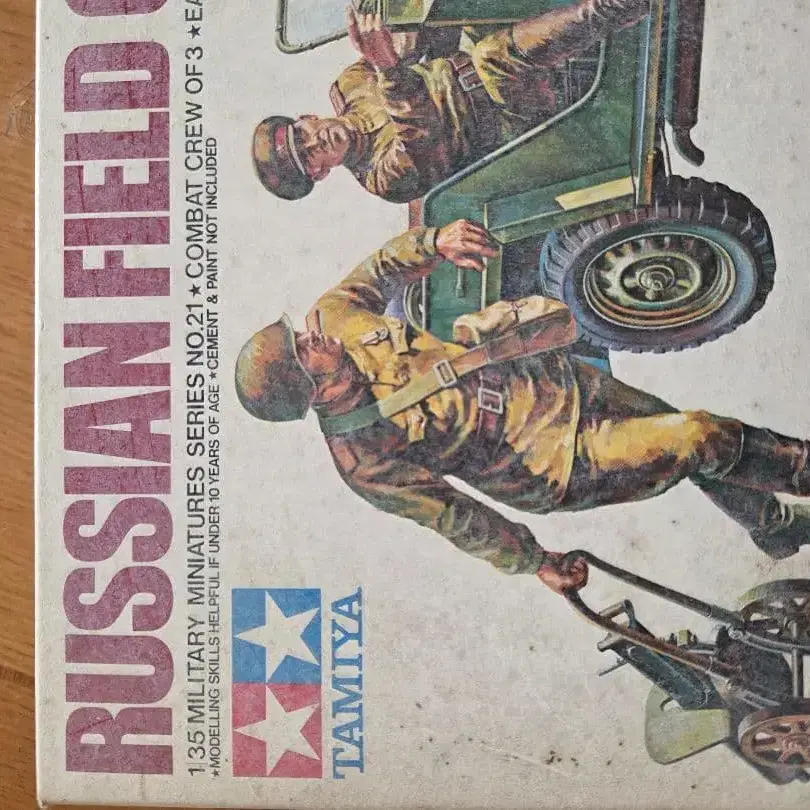 RUSSIAN FIELD
1/35 MILITARY MINIATURES SERIES NO.21 ★ COMBAT CREW OF 3 ★ EA
★MODELLING SKILLS HELPFUL IF UNDER 10 YEARS OF AGE ★CEMENT & PAINT NOT INCLUDED
TAMIYA